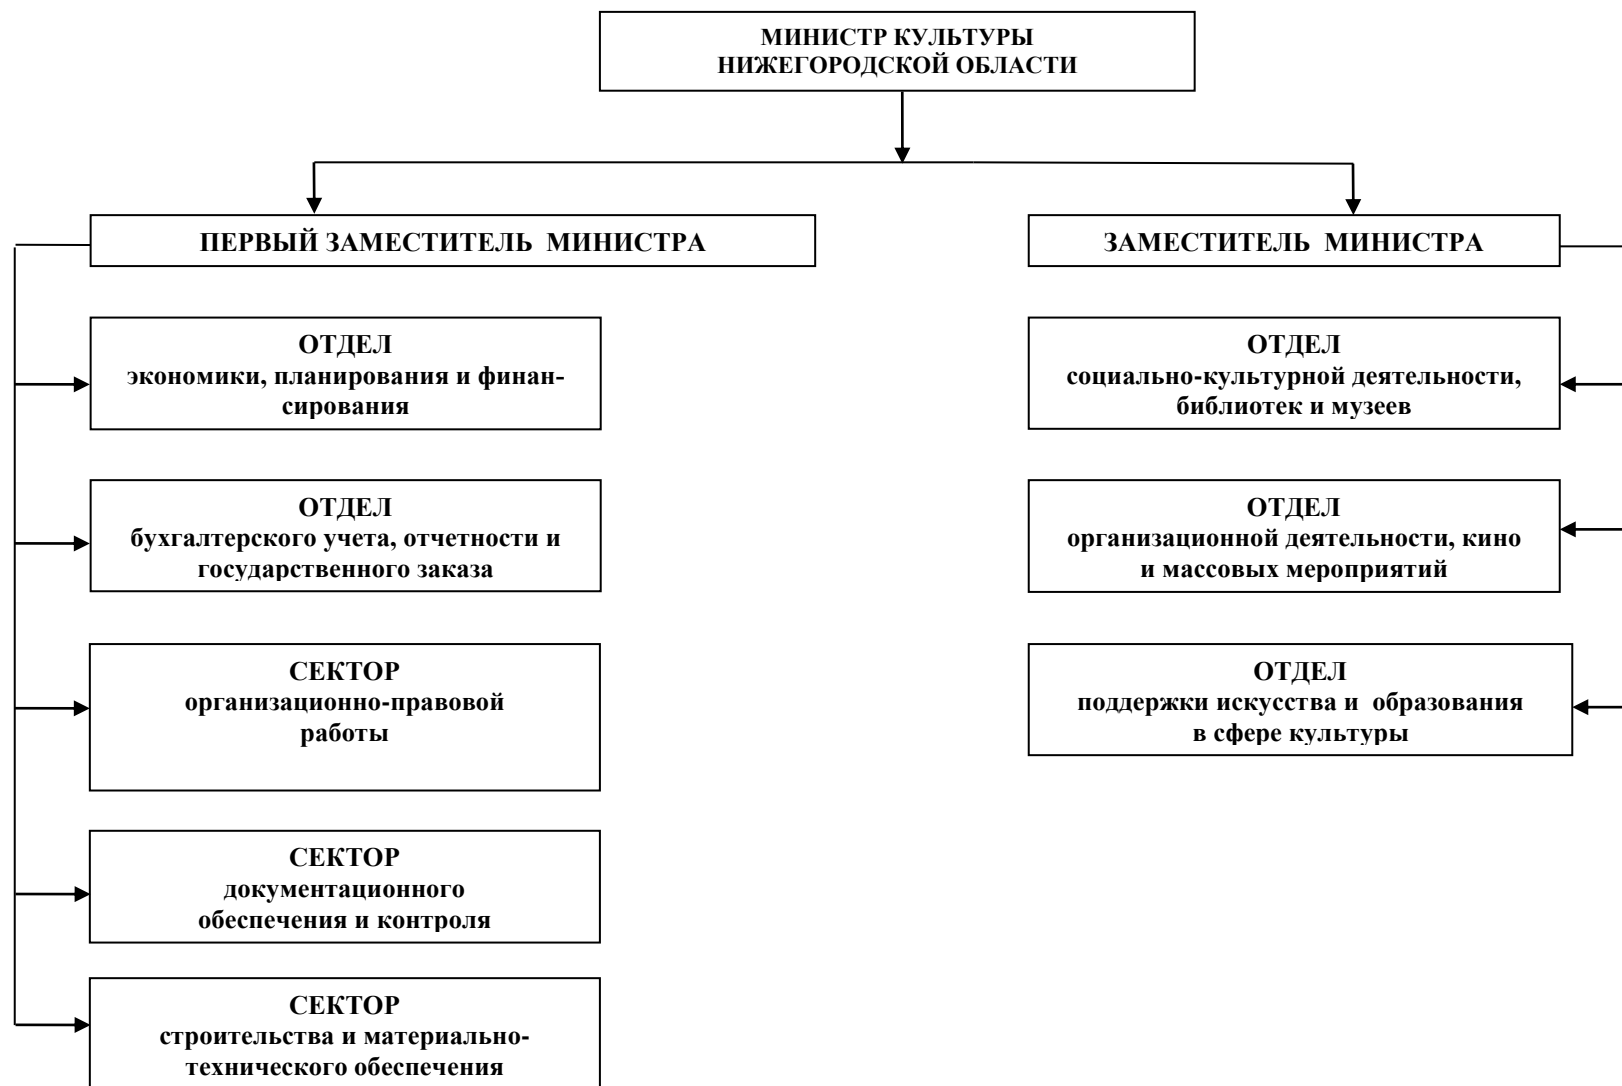 МИНИСТР КУЛЬТУРЫ
НИЖЕГОРОДСКОЙ ОБЛАСТИ
ПЕРВЫЙ ЗАМЕСТИТЕЛЬ МИНИСТРА
ЗАМЕСТИТЕЛЬ МИНИСТРА
ОТДЕЛ
экономики, планирования и финан-
сирования
ОТДЕЛ
социально-культурной деятельности,
библиотек и музеев
ОТДЕЛ
бухгалтерского учета, отчетности и
государственного заказа
ОТДЕЛ
организационной деятельности, кино
и массовых мероприятий
СЕКТОР
организационно-правовой
работы
ОТДЕЛ
поддержки искусства и образования
в сфере культуры
СЕКТОР
документационного
обеспечения и контроля
СЕКТОР
строительства и материально-
технического обеспечения